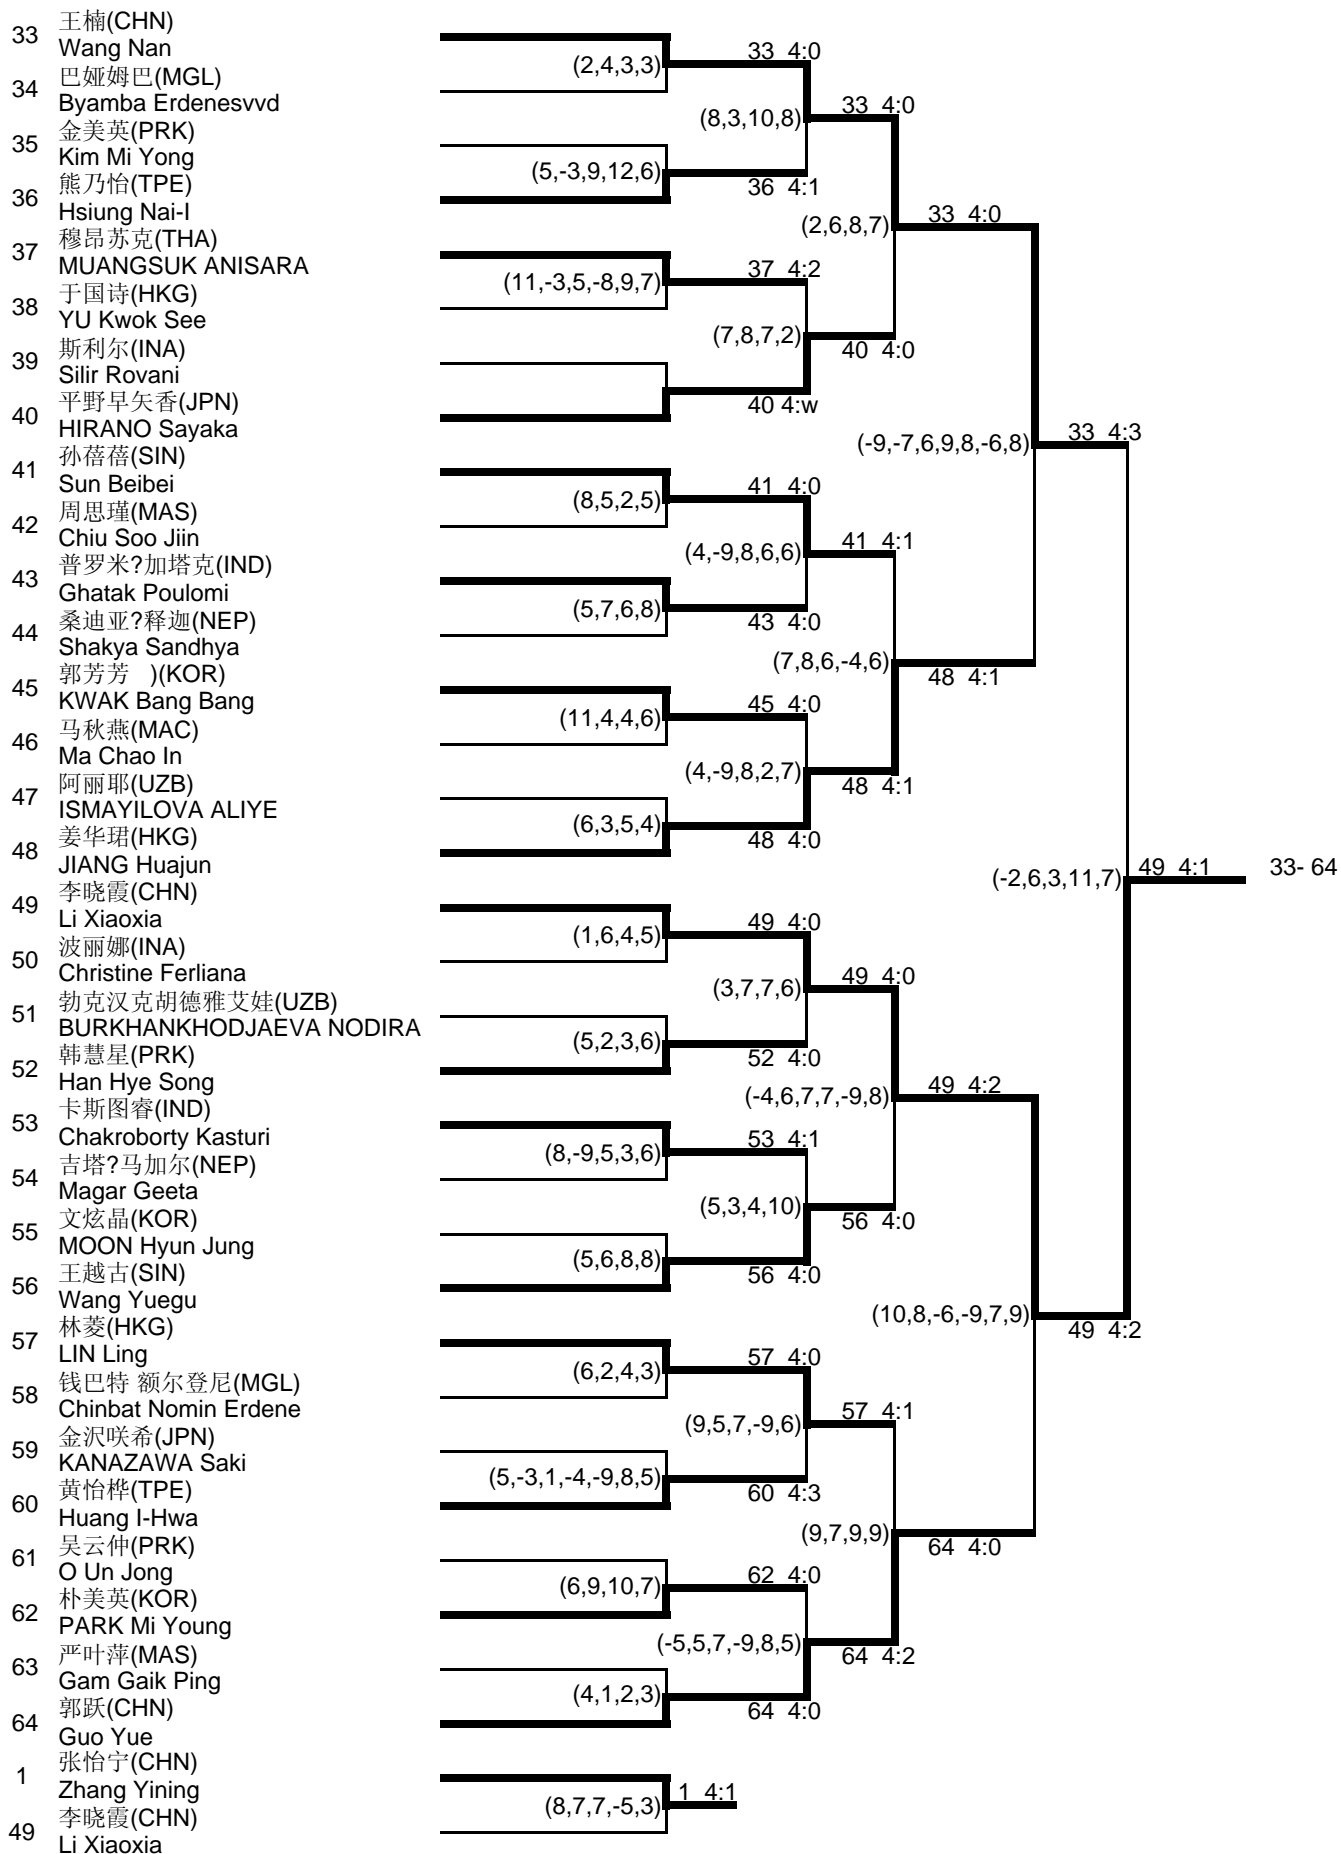 33
王楠(CHN)
Wang Nan
34
巴娅姆巴(MGL)
Byamba Erdenesvvd
35
金美英(PRK)
Kim Mi Yong
36
熊乃怡(TPE)
Hsiung Nai-I
37
穆昂苏克(THA)
MUANGSUK ANISARA
38
于国诗(HKG)
YU Kwok See
39
斯利尔(INA)
Silir Rovani
40
平野早矢香(JPN)
HIRANO Sayaka
41
孙蓓蓓(SIN)
Sun Beibei
42
周思瑾(MAS)
Chiu Soo Jiin
43
普罗米?加塔克(IND)
Ghatak Poulomi
44
桑迪亚?释迦(NEP)
Shakya Sandhya
45
郭芳芳 )(KOR)
KWAK Bang Bang
46
马秋燕(MAC)
Ma Chao In
47
阿丽耶(UZB)
ISMAYILOVA ALIYE
48
姜华珺(HKG)
JIANG Huajun
49
李晓霞(CHN)
Li Xiaoxia
50
波丽娜(INA)
Christine Ferliana
51
勃克汉克胡德雅艾娃(UZB)
BURKHANKHODJAEVA NODIRA
52
韩慧星(PRK)
Han Hye Song
53
卡斯图睿(IND)
Chakroborty Kasturi
54
吉塔?马加尔(NEP)
Magar Geeta
55
文炫晶(KOR)
MOON Hyun Jung
56
王越古(SIN)
Wang Yuegu
57
林菱(HKG)
LIN Ling
58
钱巴特 额尔登尼(MGL)
Chinbat Nomin Erdene
59
金沢咲希(JPN)
KANAZAWA Saki
60
黄怡桦(TPE)
Huang I-Hwa
61
吴云仲(PRK)
O Un Jong
62
朴美英(KOR)
PARK Mi Young
63
严叶萍(MAS)
Gam Gaik Ping
64
郭跃(CHN)
Guo Yue
1
张怡宁(CHN)
Zhang Yining
49
李晓霞(CHN)
Li Xiaoxia
(2,4,3,3)
(5,-3,9,12,6)
(11,-3,5,-8,9,7)
(8,5,2,5)
(5,7,6,8)
(11,4,4,6)
(6,3,5,4)
(1,6,4,5)
(5,2,3,6)
(8,-9,5,3,6)
(5,6,8,8)
(6,2,4,3)
(5,-3,1,-4,-9,8,5)
(6,9,10,7)
(4,1,2,3)
(8,7,7,-5,3)
33 4:0
(8,3,10,8)
36 4:1
37 4:2
(7,8,7,2)
40 4:w
41 4:0
(4,-9,8,6,6)
43 4:0
45 4:0
(4,-9,8,2,7)
48 4:0
49 4:0
(3,7,7,6)
52 4:0
53 4:1
(5,3,4,10)
56 4:0
57 4:0
(9,5,7,-9,6)
60 4:3
62 4:0
(-5,5,7,-9,8,5)
64 4:0
1 4:1
33 4:0
(2,6,8,7)
40 4:0
41 4:1
(7,8,6,-4,6)
48 4:1
49 4:0
(-4,6,7,7,-9,8)
56 4:0
57 4:1
(9,7,9,9)
64 4:2
33 4:0
(-9,-7,6,9,8,-6,8)
48 4:1
49 4:2
(10,8,-6,-9,7,9)
64 4:0
33 4:3
(-2,6,3,11,7)
49 4:2
49 4:1
33- 64